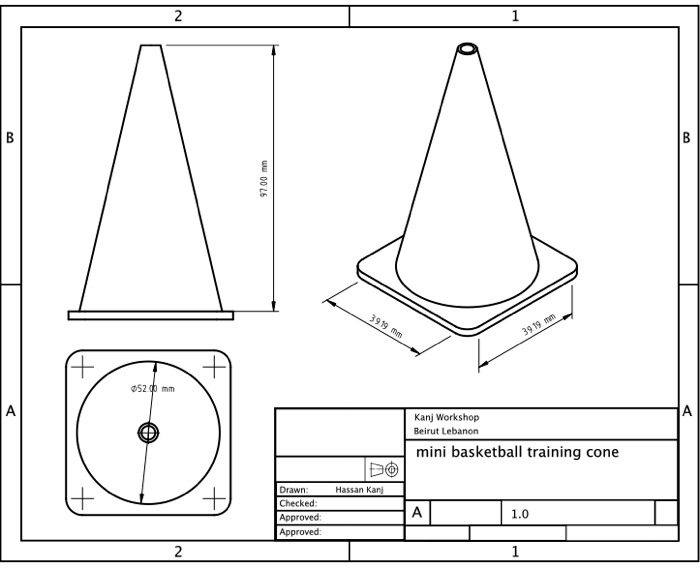 2
1
B
B
97.00 mm
39.19 mm
39.19 mm
A
A
Ø52.00 mm
Kanj Workshop
Beirut Lebanon
mini basketball training cone
Drawn: Hassan Kanj
Checked:
Approved:
Approved:
A
1.0
2
1